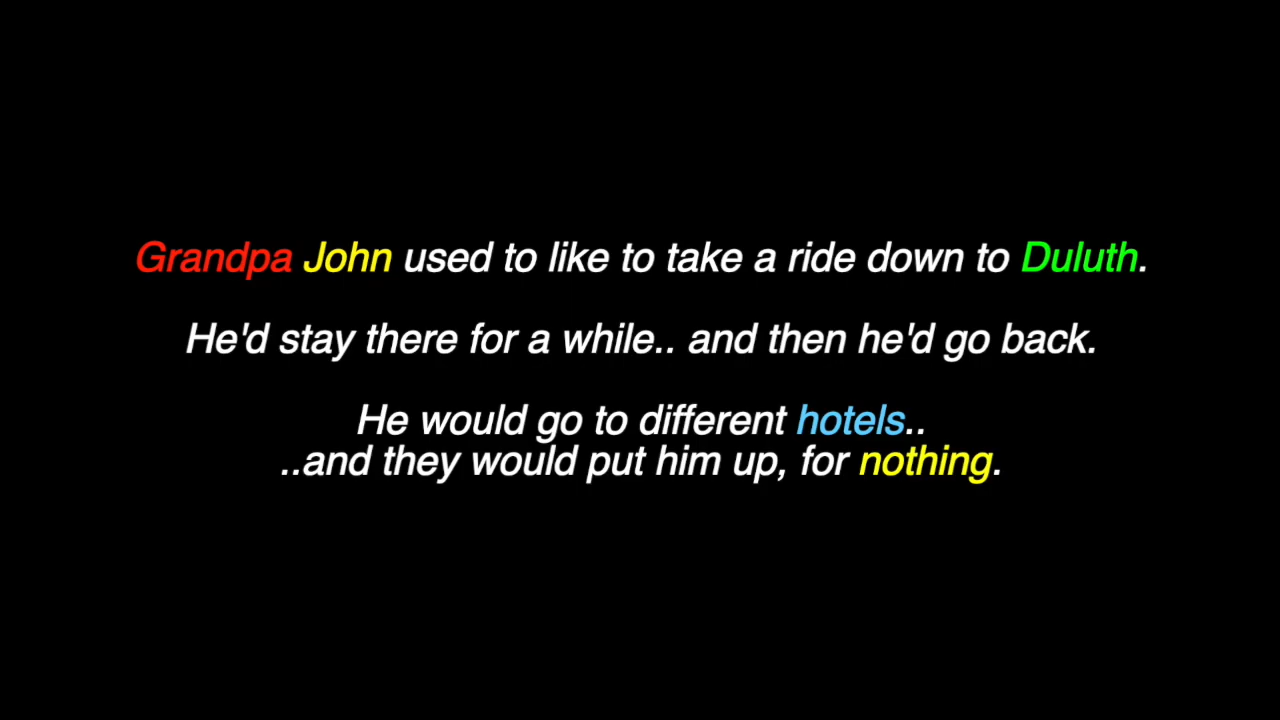 Grandpa John used to like to take a ride down to Duluth.
He'd stay there for a while.. and then he'd go back.
He would go to different hotels..
..and they would put him up, for nothing.